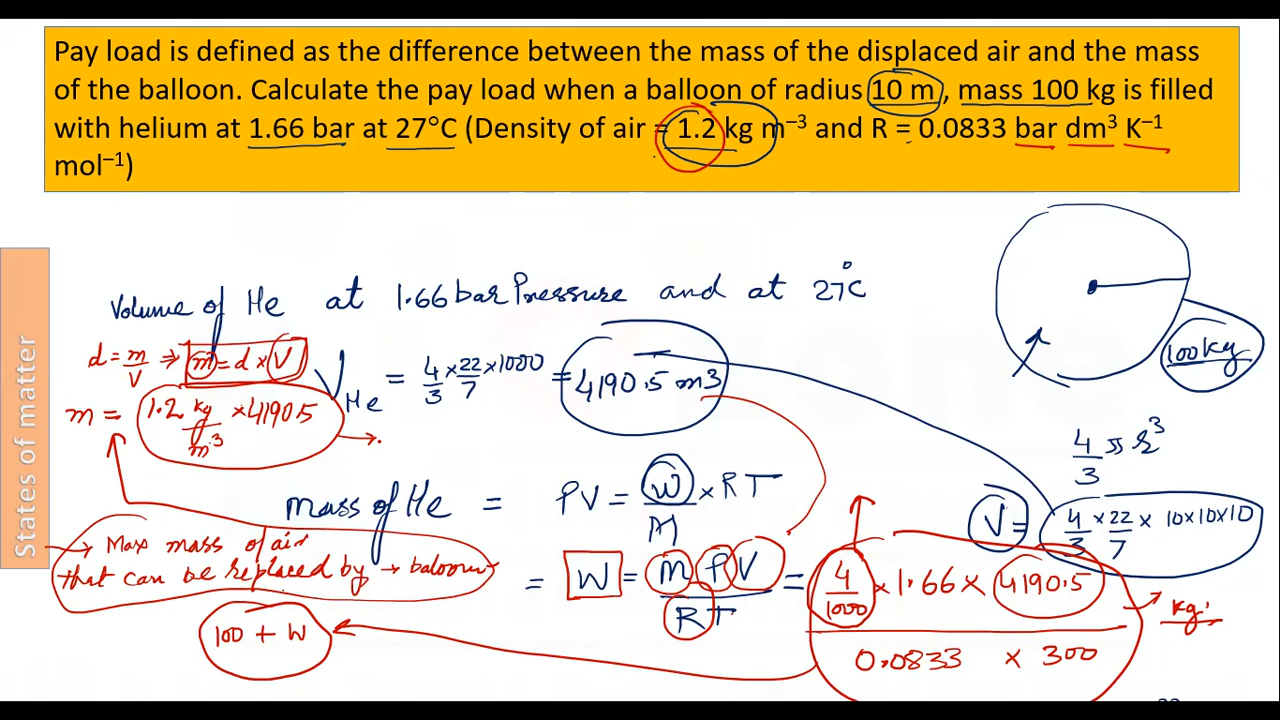 Pay load is defined as the difference between the mass of the displaced air and the mass
of the balloon. Calculate the pay load when a balloon of radius 10 m, mass 100 kg is filled
with helium at 1.66 bar at 27°C (Density of air = 1.2 kg m⁻³ and R = 0.0833 bar dm³ K⁻¹
mol⁻¹)
States of matter
Volume of He at 1.66 bar Pressure and at 27°C
100 kg
d = m/V ⇒ m = d × V
V He = 4/3 × 22/7 × 1000 = 4190.5 m3
m = 1.2 kg/m³ × 4190.5
4/3 π r³
mass of He = PV = W/M × RT
V = 4/3 × 22/7 × 10×10×10
→ Max mass of air
that can be replaced by → baloon
= W = mPV/RT = 4/1000 × 1.66 × 4190.5 / 0.0833 × 300
kg
100 + W